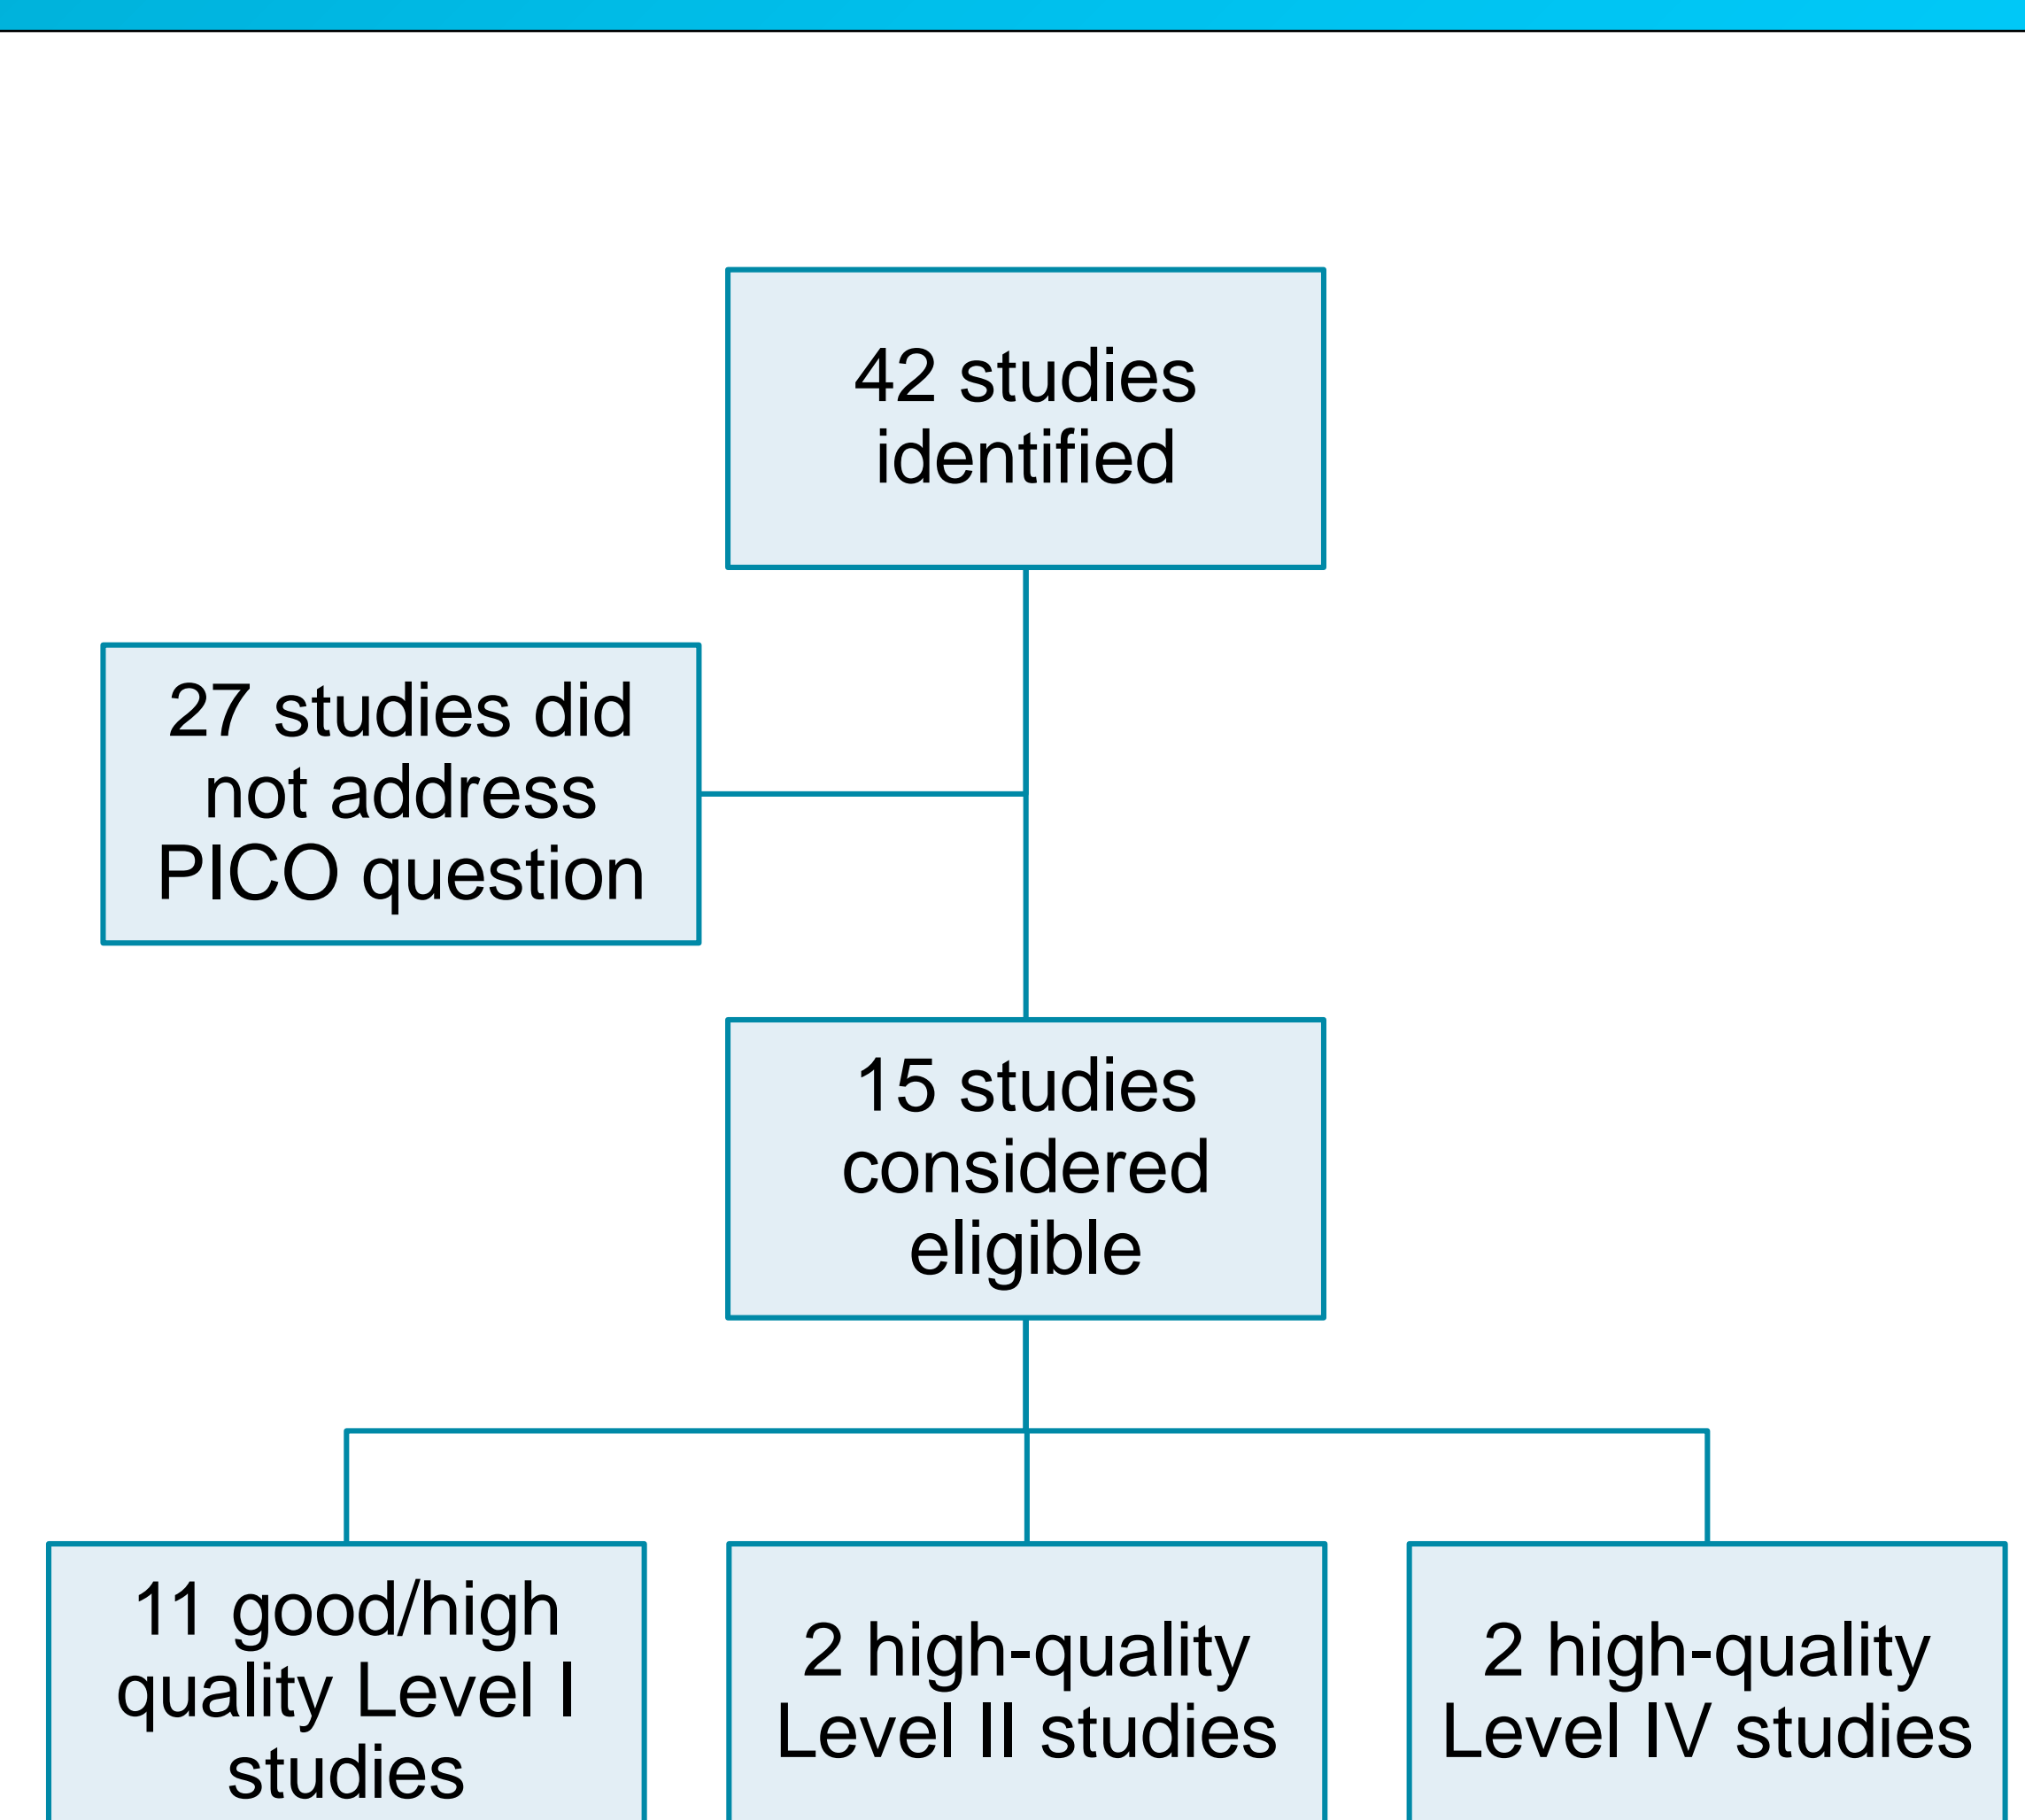 42 studies
identified
27 studies did
not address
PICO question
15 studies
considered
eligible
11 good/high
quality Level I
studies
2 high-quality
Level II studies
2 high-quality
Level IV studies